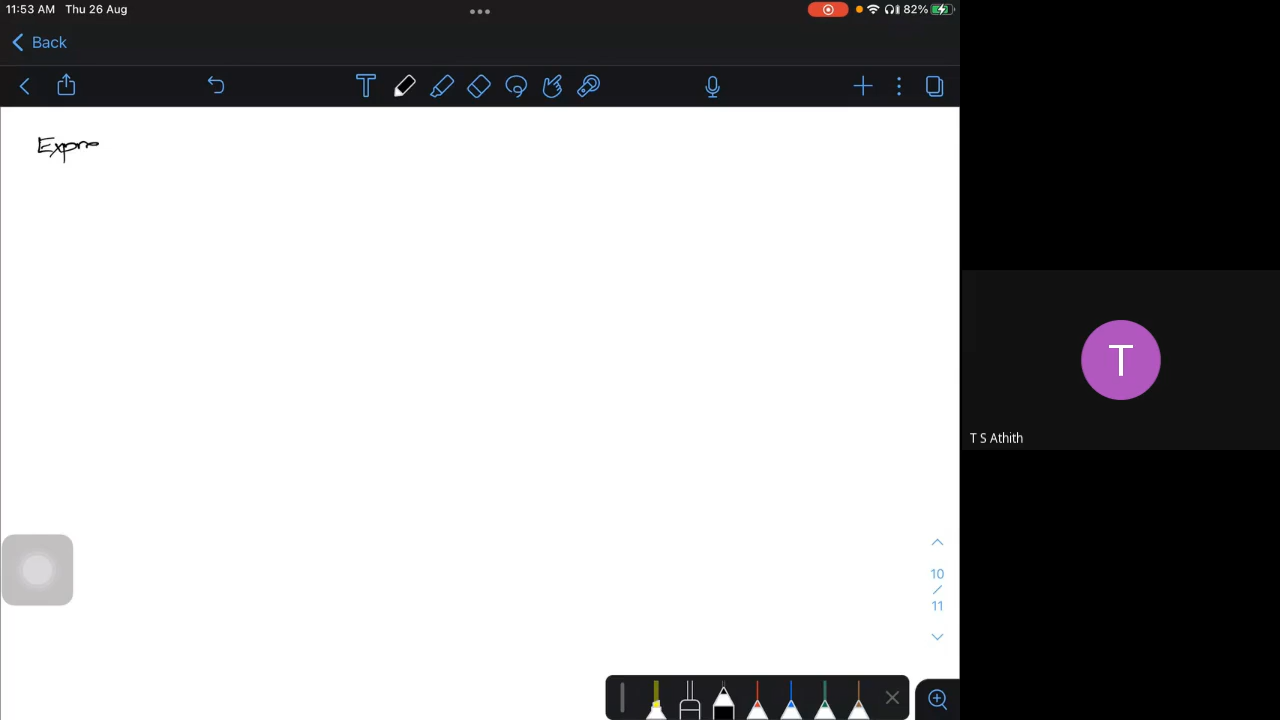 11:53 AM Thu 26 Aug
82%
Back
T
Expre
T
T S Athith
10
/
11